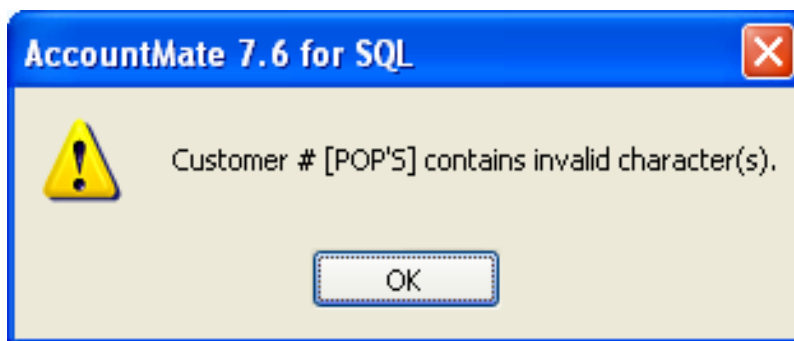 AccountMate 7.6 for SQL
Customer # [POP'S] contains invalid character(s).
OK